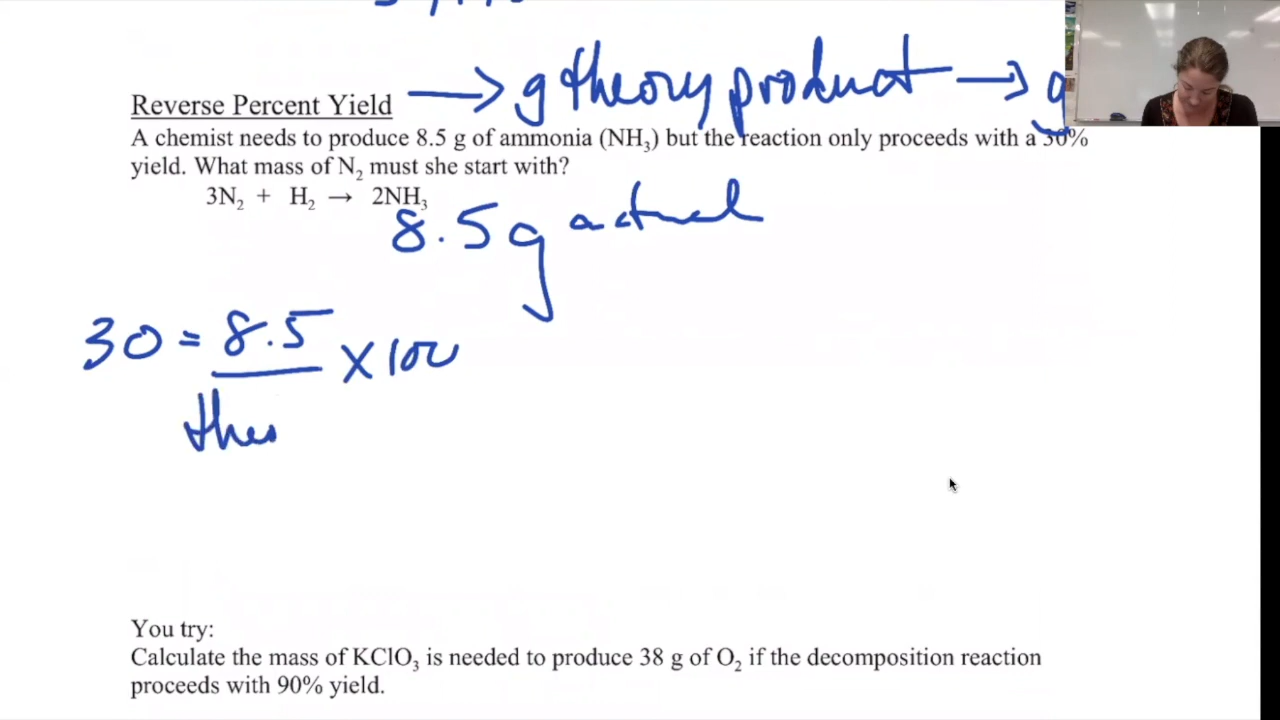 → g theory product → g
Reverse Percent Yield
A chemist needs to produce 8.5 g of ammonia (NH₃) but the reaction only proceeds with a 30%
yield. What mass of N₂ must she start with?
3N₂ + H₂ → 2NH₃
8.5 g actual
30 = 8.5 x 100
theo
You try:
Calculate the mass of KClO₃ is needed to produce 38 g of O₂ if the decomposition reaction
proceeds with 90% yield.